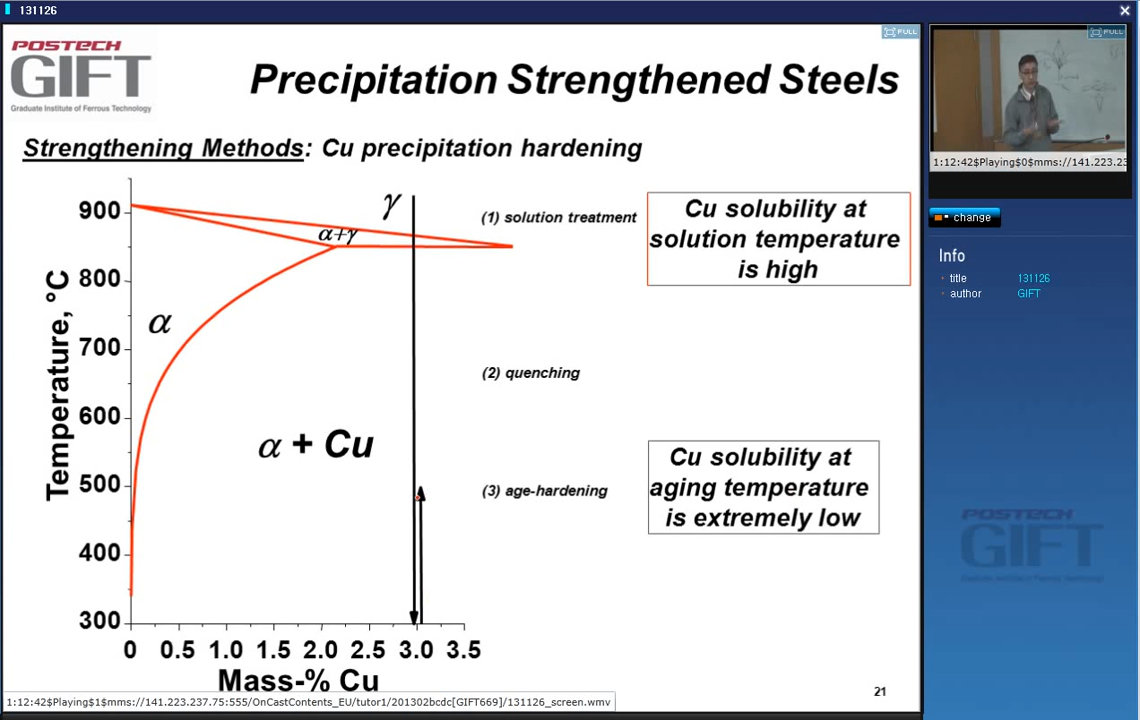 131126
POSTECH
GIFT
Graduate Institute of Ferrous Technology
Precipitation Strengthened Steels
FULL
Strengthening Methods: Cu precipitation hardening
900
800
700
600
500
400
300
Temperature, °C
γ
α+γ
α
α + Cu
(1) solution treatment
(2) quenching
(3) age-hardening
Cu solubility at
solution temperature
is high
Cu solubility at
aging temperature
is extremely low
0 0.5 1.0 1.5 2.0 2.5 3.0 3.5
Mass-% Cu
21
1:12:42$Playing$1$mms://141.223.237.75:555/OnCastContents_EU/tutor1/201302bcdc[GIFT669]/131126_screen.wmv
FULL
1:12:42$Playing$0$mms://141.223.23
change
Info
title 131126
author GIFT
POSTECH
GIFT